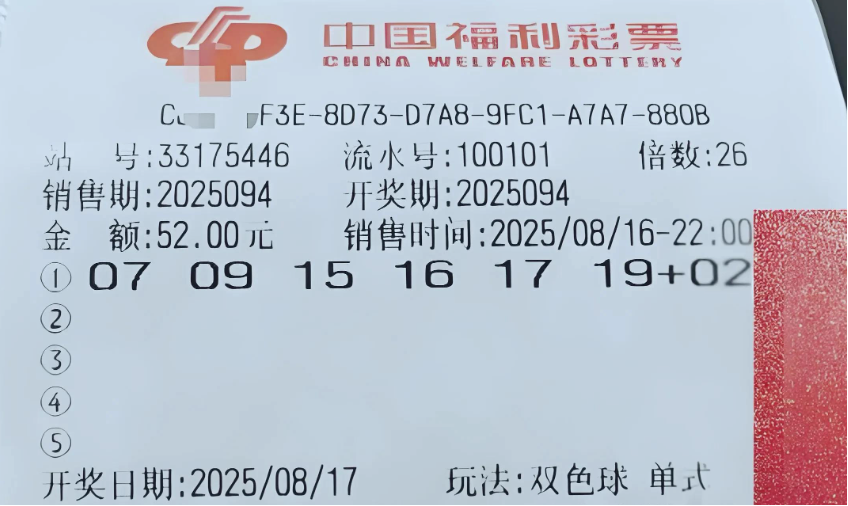 中国福利彩票
CHINA WELFARE LOTTERY
F3E-8D73-D7A8-9FC1-A7A7-880B
站 号:33175446 流水号:100101 倍数:26
销售期:2025094 开奖期:2025094
金 额:52.00元 销售时间:2025/08/16-22:00
① 07 09 15 16 17 19+02
②
③
④
⑤
开奖日期:2025/08/17 玩法:双色球 单式